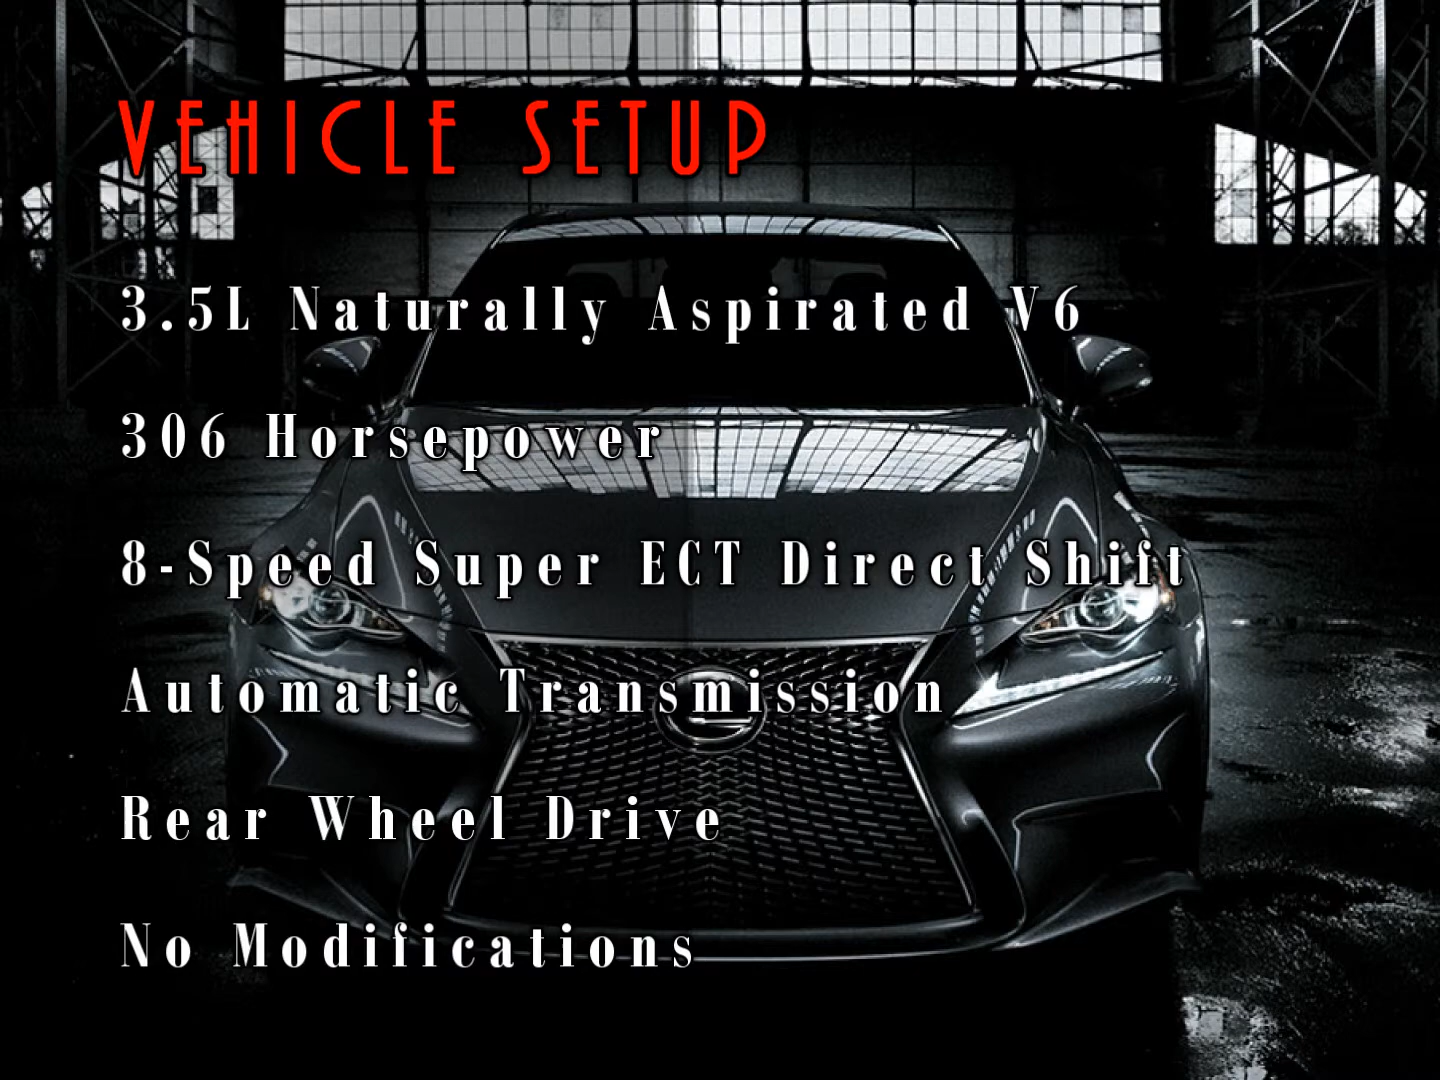 VEHICLE SETUP
3.5L Naturally Aspirated V6
306 Horsepower
8-Speed Super ECT Direct Shift
Automatic Transmission
Rear Wheel Drive
No Modifications